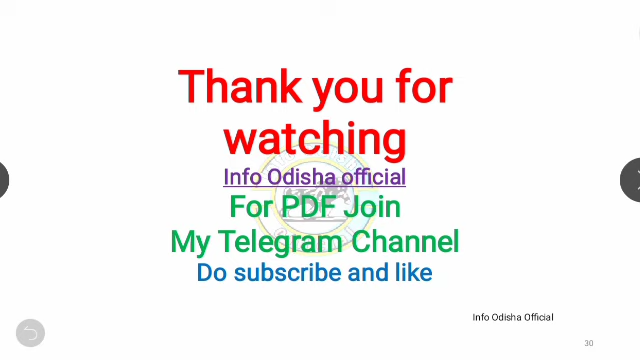 Thank you for
watching
Info Odisha official
For PDF Join
My Telegram Channel
Do subscribe and like
Info Odisha Official
30